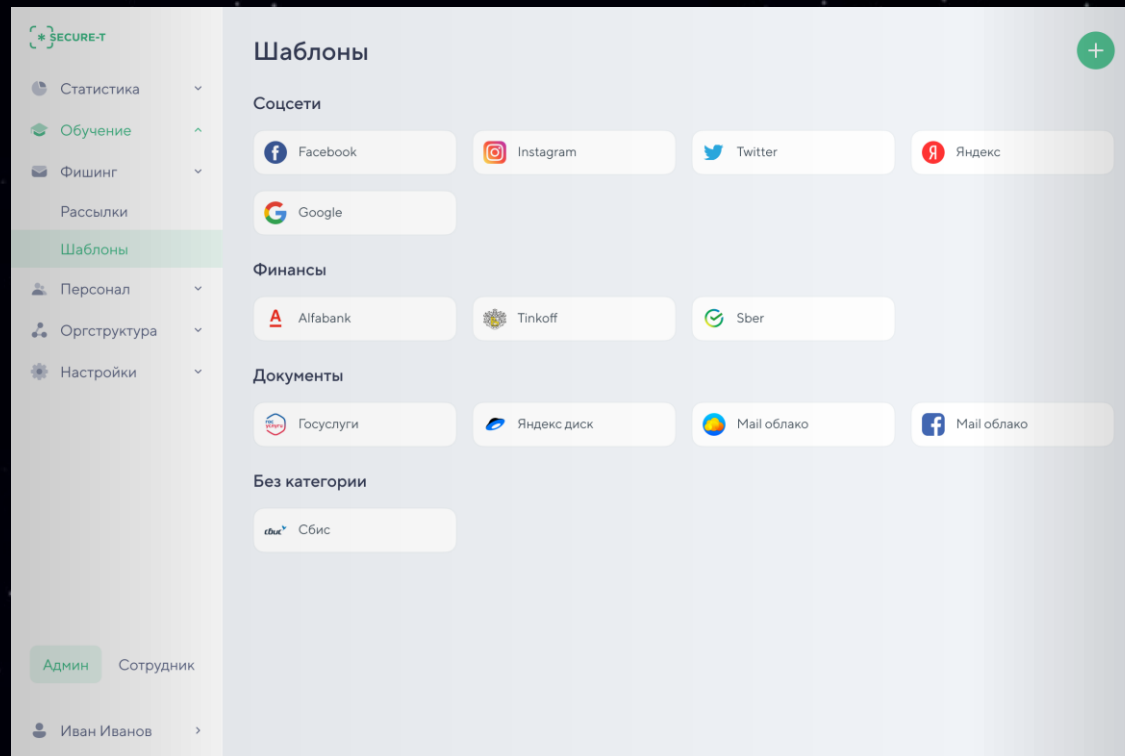 SECURE-T
Статистика
Обучение
Фишинг
Рассылки
Шаблоны
Персонал
Оргструктура
Настройки
Админ Сотрудник
Иван Иванов
Шаблоны
Соцсети
Facebook Instagram Twitter Яндекс
Google
Финансы
Alfabank Tinkoff Sber
Документы
Госуслуги Яндекс диск Mail облако Mail облако
Без категории
сбис Сбис